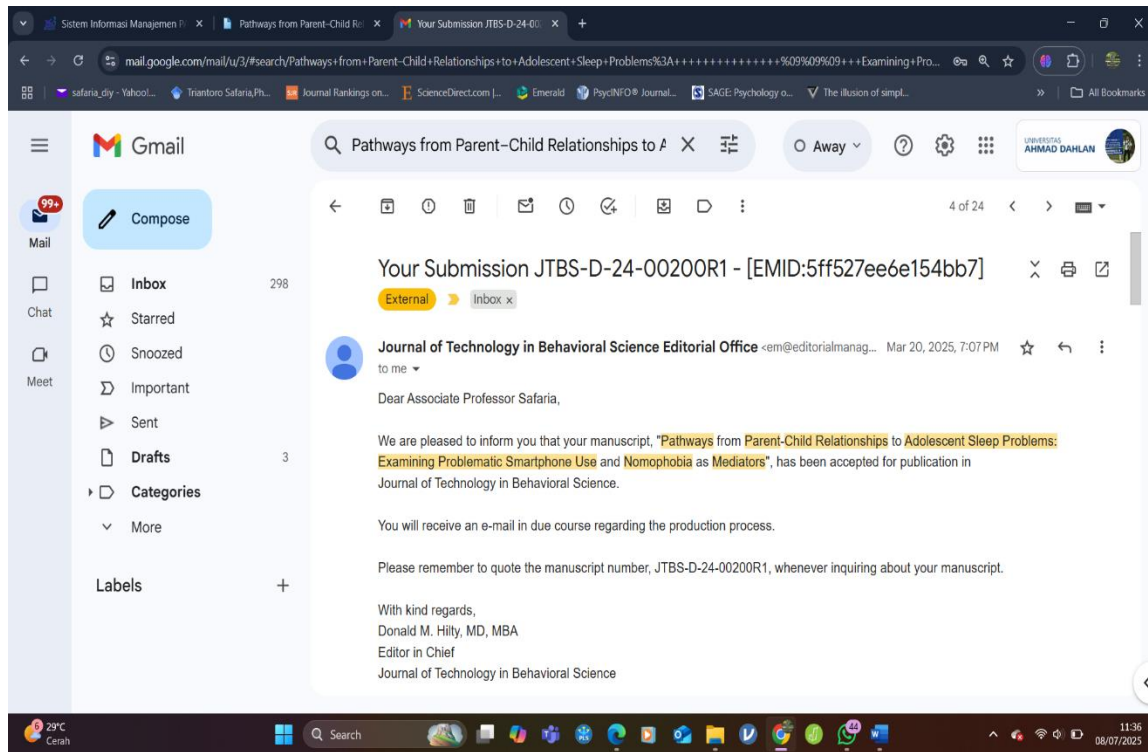 Sistem Informasi Manajemen P
Pathways from Parent–Child Rel
Your Submission JTBS-D-24-00
mail.google.com/mail/u/3/#search/Pathways+from+Parent-Child+Relationships+to+Adolescent+Sleep+Problems%3A+++++++++++++++%09%09%09+++Examining+Pro...
safaria_diy - Yahoo!... Triantoro Safaria,Ph... Journal Rankings on... ScienceDirect.com |... Emerald PsycINFO® Journal... SAGE: Psychology o... The illusion of simpl... » All Bookmarks
Gmail
Pathways from Parent–Child Relationships to A
Away
UNIVERSITAS
AHMAD DAHLAN
99+
Mail
Chat
Meet
Compose
Inbox 298
Starred
Snoozed
Important
Sent
Drafts 3
Categories
More
Labels +
4 of 24
Your Submission JTBS-D-24-00200R1 - [EMID:5ff527ee6e154bb7]
External Inbox x
Journal of Technology in Behavioral Science Editorial Office <em@editorialmanag... Mar 20, 2025, 7:07 PM
to me
Dear Associate Professor Safaria,
We are pleased to inform you that your manuscript, "Pathways from Parent-Child Relationships to Adolescent Sleep Problems:
Examining Problematic Smartphone Use and Nomophobia as Mediators", has been accepted for publication in
Journal of Technology in Behavioral Science.
You will receive an e-mail in due course regarding the production process.
Please remember to quote the manuscript number, JTBS-D-24-00200R1, whenever inquiring about your manuscript.
With kind regards,
Donald M. Hilty, MD, MBA
Editor in Chief
Journal of Technology in Behavioral Science
6
29°C
Cerah
Search
44
11:36